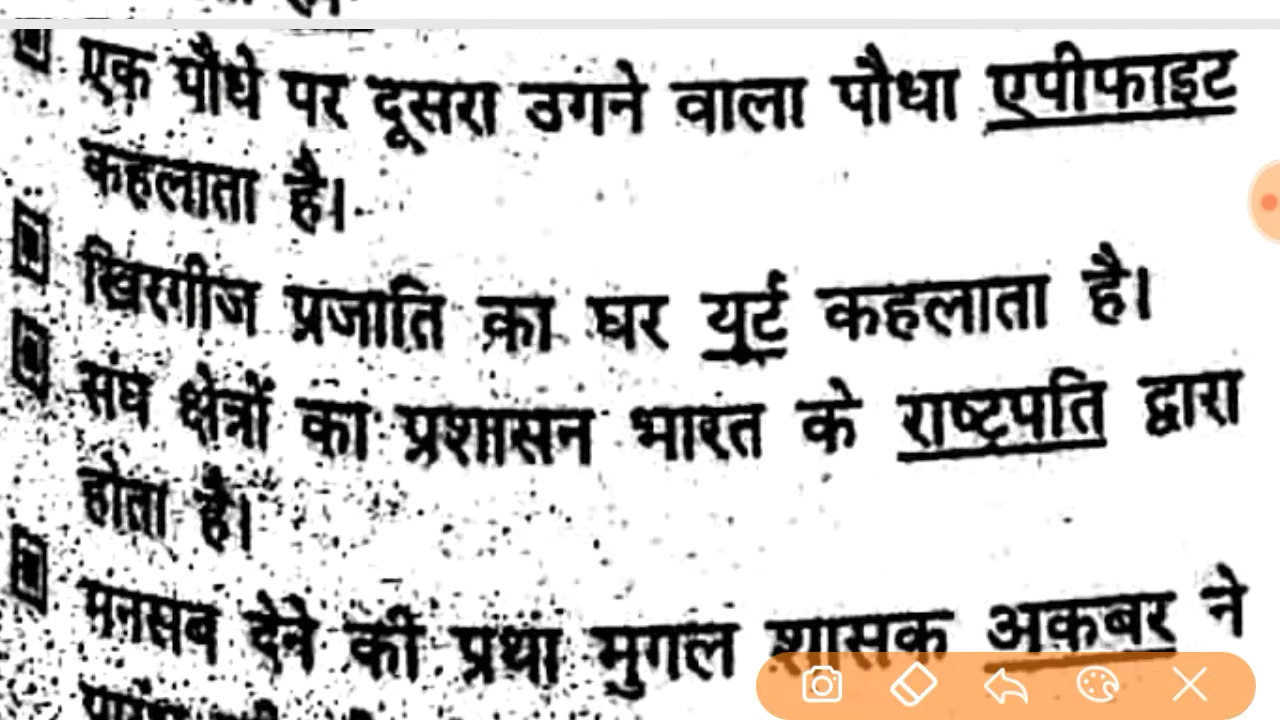 एक पौधे पर दूसरा उगने वाला पौधा एपीफाइट
कहलाता है।
खिरगीज प्रजाति का घर यूर्ट कहलाता है।
संघ क्षेत्रों का प्रशासन भारत के राष्ट्रपति द्वारा
होता है।
मनसब देने की प्रथा मुगल शासक अकबर ने